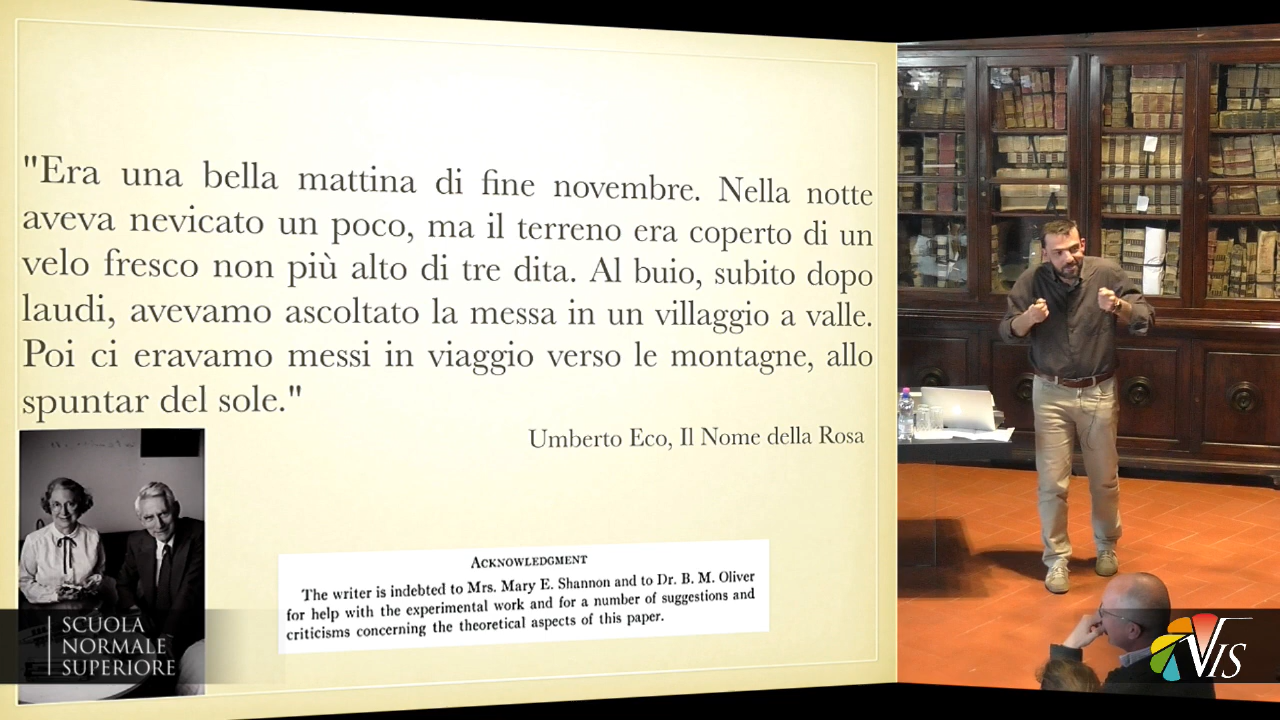 "Era una bella mattina di fine novembre. Nella notte
aveva nevicato un poco, ma il terreno era coperto di un
velo fresco non più alto di tre dita. Al buio, subito dopo
laudi, avevamo ascoltato la messa in un villaggio a valle.
Poi ci eravamo messi in viaggio verso le montagne, allo
spuntar del sole."
Umberto Eco, Il Nome della Rosa
ACKNOWLEDGMENT
The writer is indebted to Mrs. Mary E. Shannon and to Dr. B. M. Oliver
for help with the experimental work and for a number of suggestions and
criticisms concerning the theoretical aspects of this paper.
SCUOLA
NORMALE
SUPERIORE
VIS